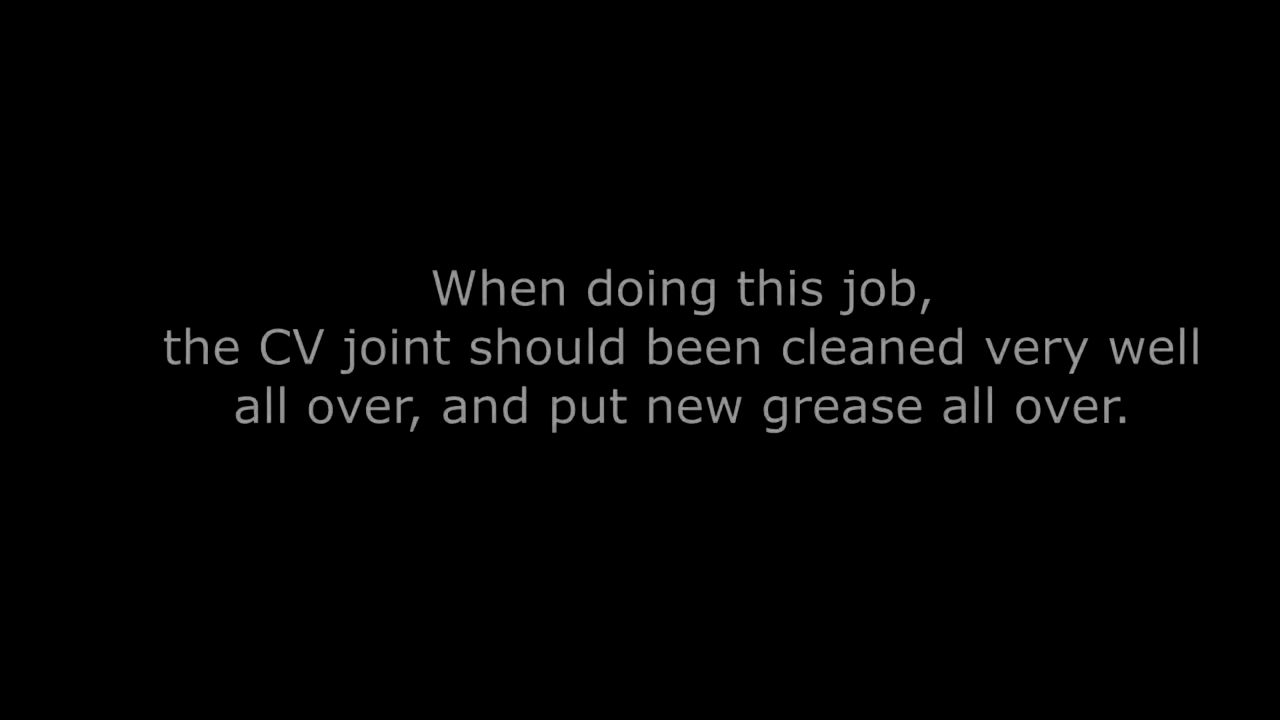 When doing this job,
the CV joint should been cleaned very well
all over, and put new grease all over.